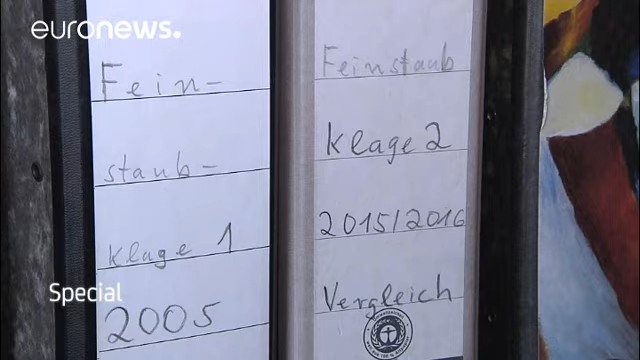 euronews.
Fein-
staub-
Klage 1
2005
Feinstaub
Klage 2
2015/2016
Vergleich
Special